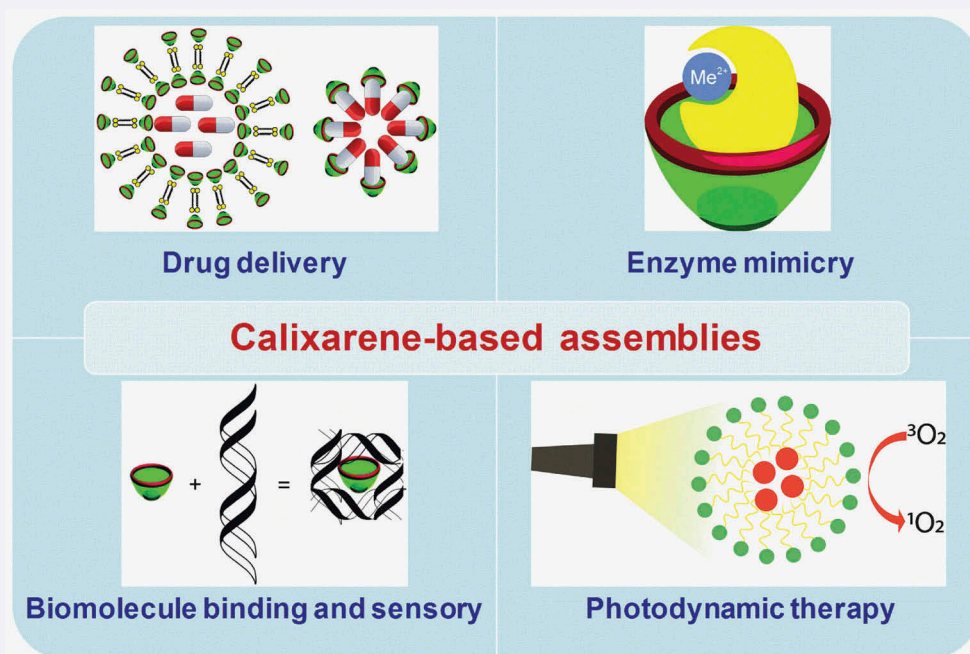 Me²⁺
Drug delivery
Enzyme mimicry
Calixarene-based assemblies
+
=
³O₂
¹O₂
Biomolecule binding and sensory
Photodynamic therapy